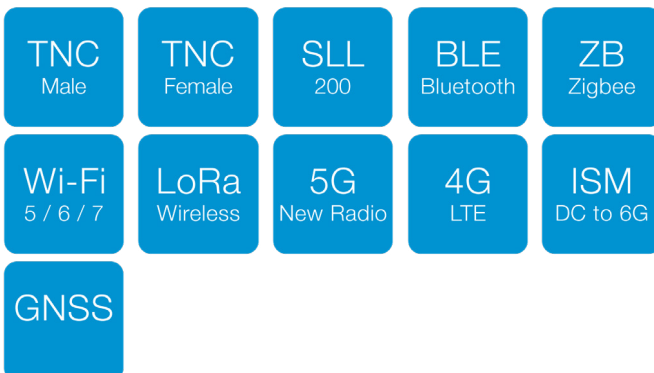 TNC
Male
TNC
Female
SLL
200
BLE
Bluetooth
ZB
Zigbee
Wi-Fi
5 / 6 / 7
LoRa
Wireless
5G
New Radio
4G
LTE
ISM
DC to 6G
GNSS